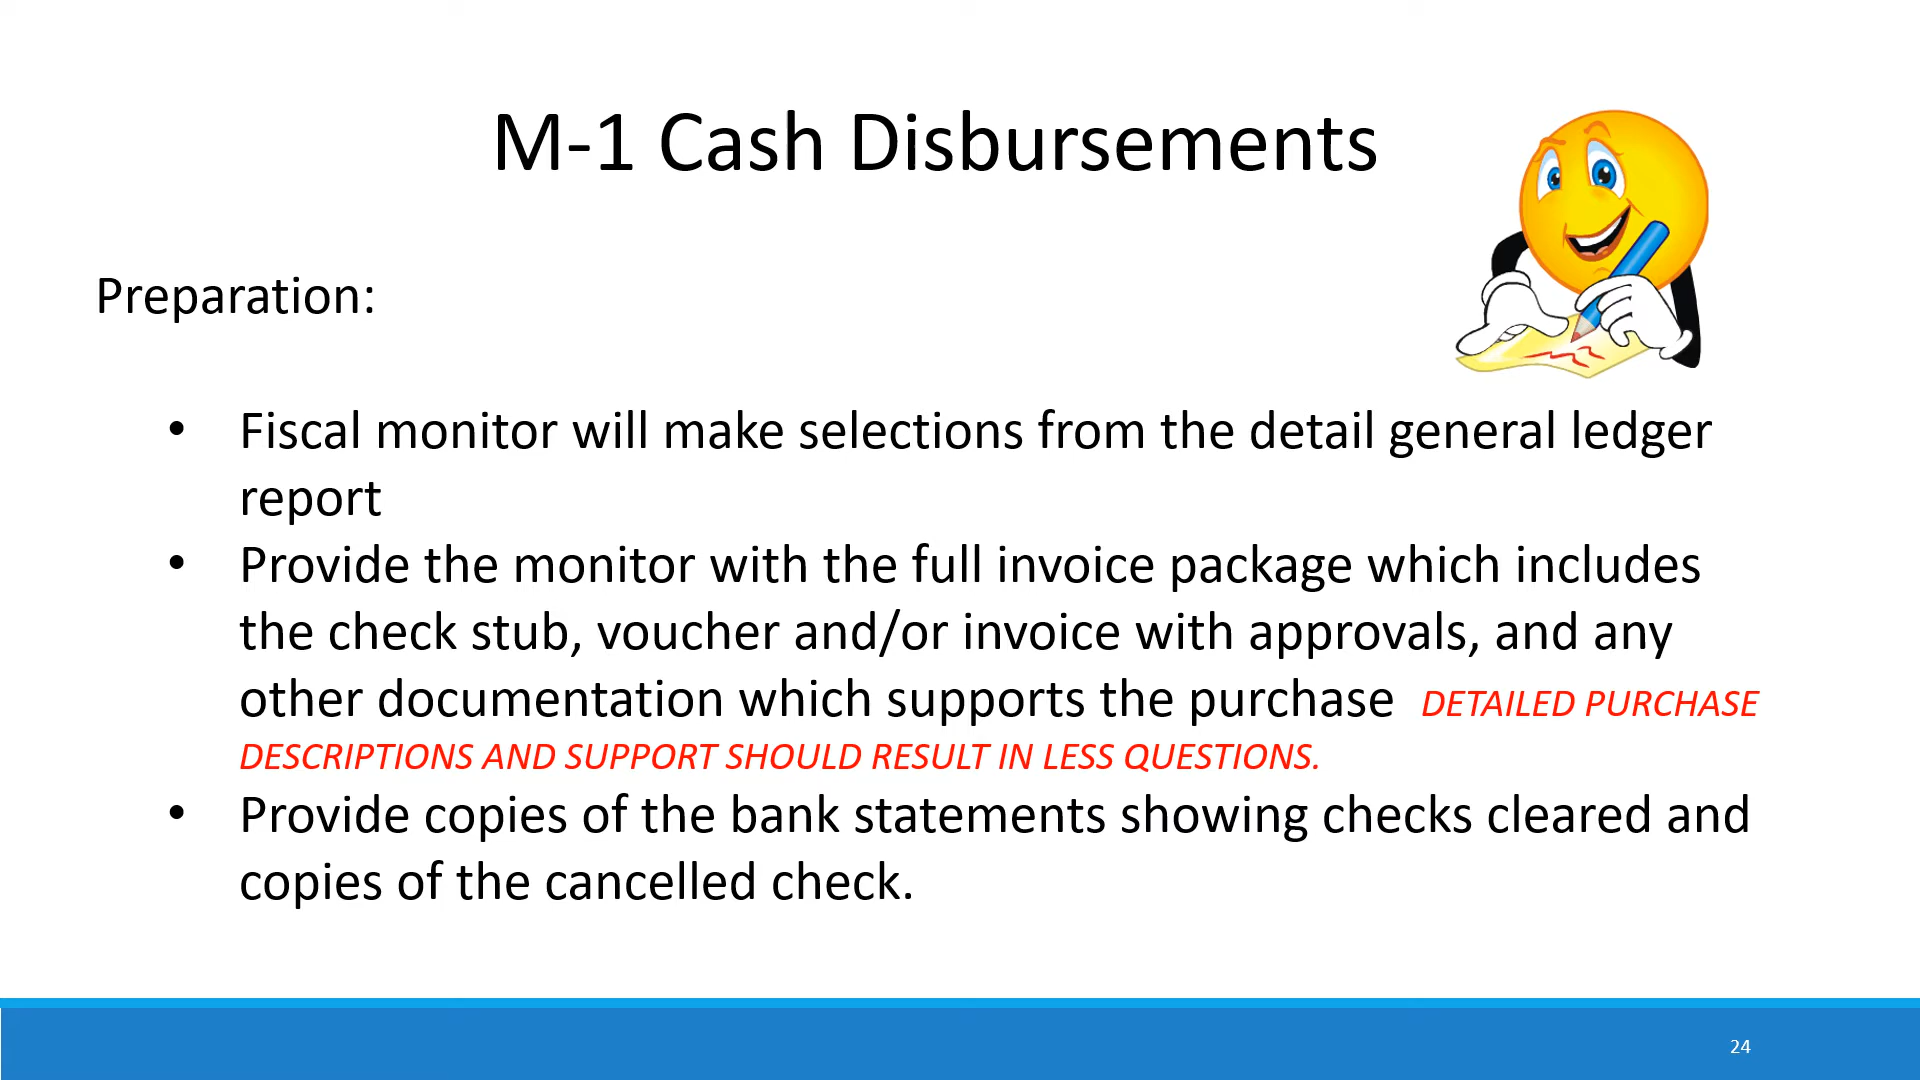 M-1 Cash Disbursements
Preparation:
• Fiscal monitor will make selections from the detail general ledger
report
• Provide the monitor with the full invoice package which includes
the check stub, voucher and/or invoice with approvals, and any
other documentation which supports the purchase DETAILED PURCHASE
DESCRIPTIONS AND SUPPORT SHOULD RESULT IN LESS QUESTIONS.
• Provide copies of the bank statements showing checks cleared and
copies of the cancelled check.
24